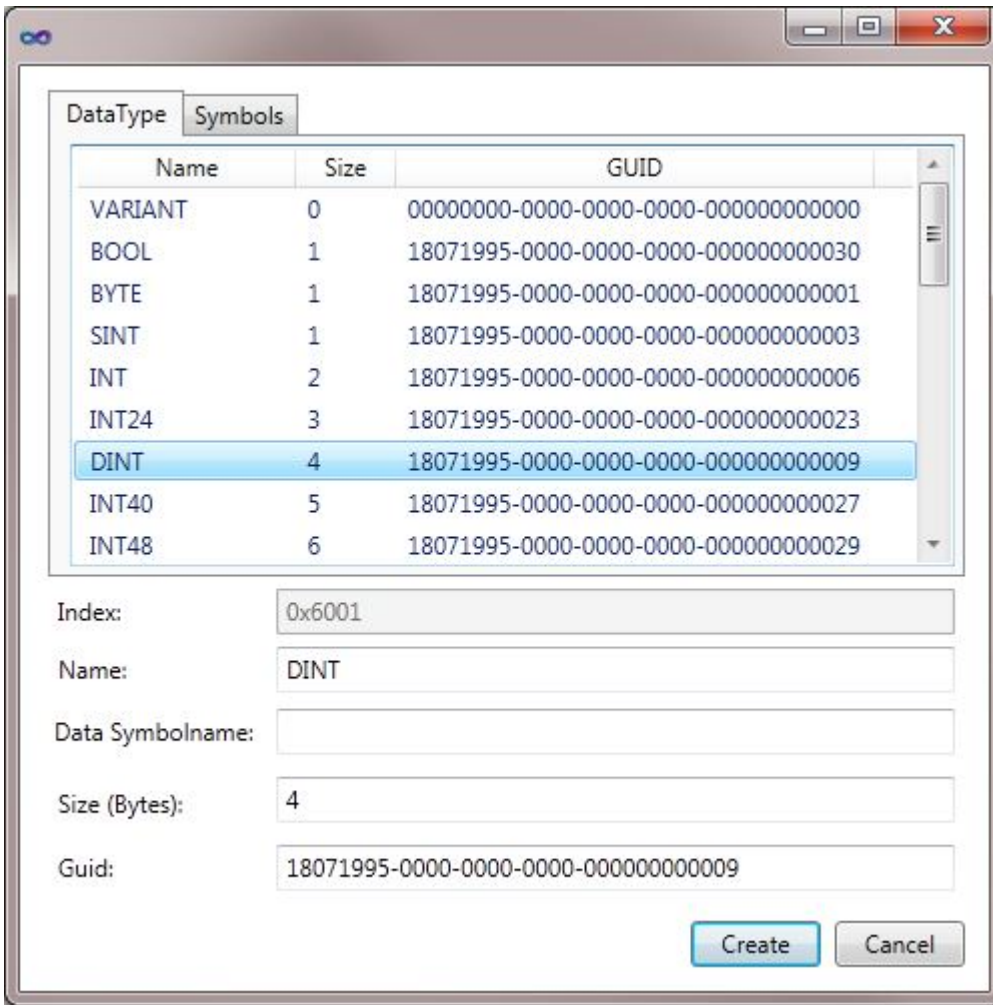 DataType Symbols
Name Size GUID
VARIANT 0 00000000-0000-0000-0000-000000000000
BOOL 1 18071995-0000-0000-0000-000000000030
BYTE 1 18071995-0000-0000-0000-000000000001
SINT 1 18071995-0000-0000-0000-000000000003
INT 2 18071995-0000-0000-0000-000000000006
INT24 3 18071995-0000-0000-0000-000000000023
DINT 4 18071995-0000-0000-0000-000000000009
INT40 5 18071995-0000-0000-0000-000000000027
INT48 6 18071995-0000-0000-0000-000000000029
Index: 0x6001
Name: DINT
Data Symbolname:
Size (Bytes): 4
Guid: 18071995-0000-0000-0000-000000000009
Create Cancel